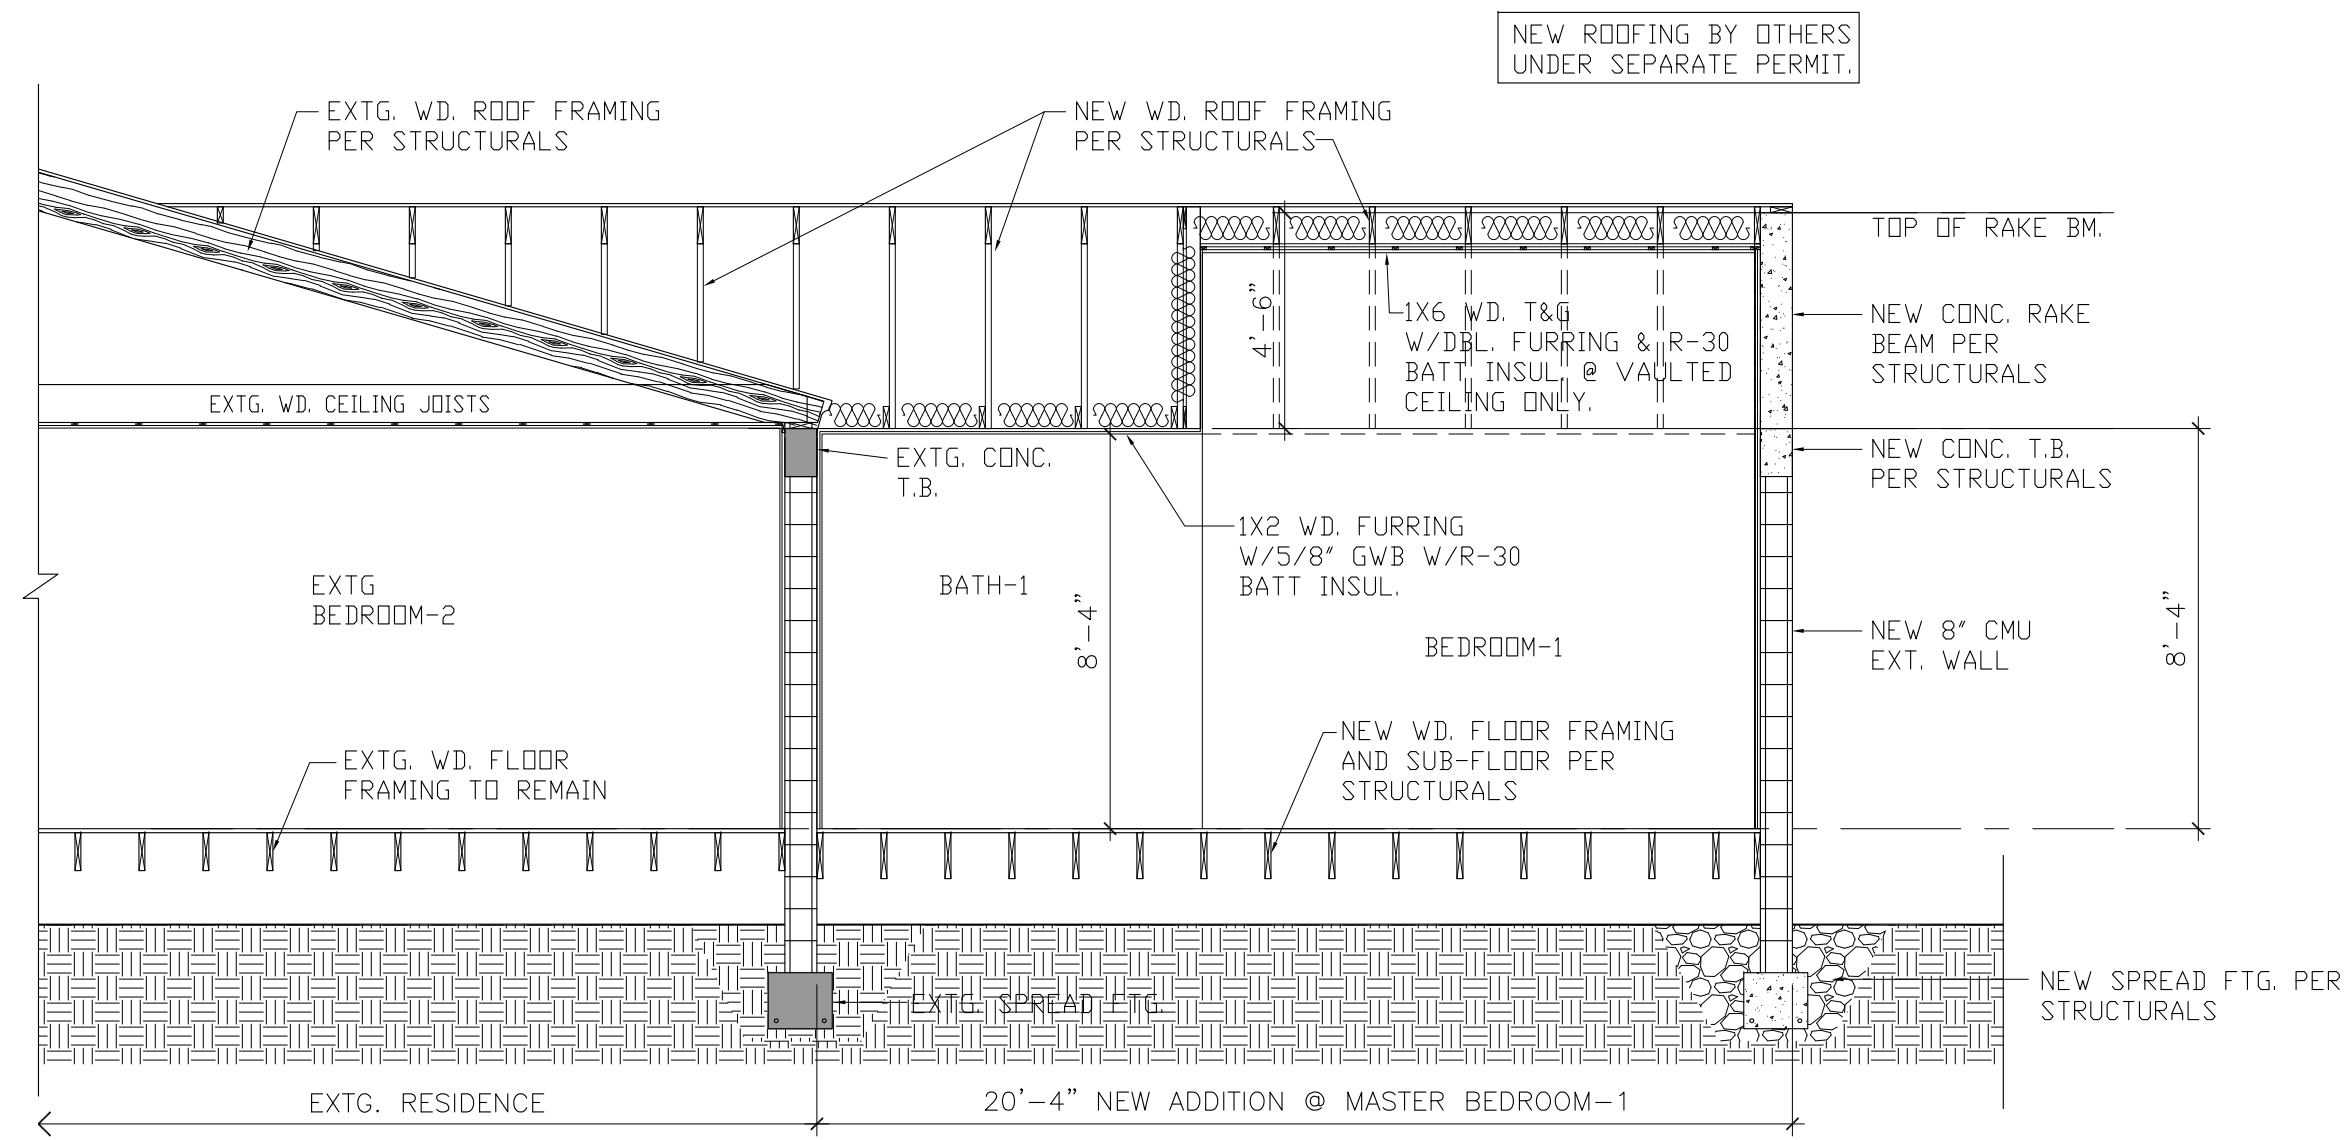 NEW ROOFING BY OTHERS
UNDER SEPARATE PERMIT.
EXTG. WD. ROOF FRAMING
PER STRUCTURALS
NEW WD. ROOF FRAMING
PER STRUCTURALS
TOP OF RAKE BM.
4'-6"
1X6 WD. T&G
W/DBL. FURRING & R-30
BATT INSUL. @ VAULTED
CEILING ONLY.
NEW CONC. RAKE
BEAM PER
STRUCTURALS
EXTG. WD. CEILING JOISTS
EXTG. CONC.
T.B.
NEW CONC. T.B.
PER STRUCTURALS
1X2 WD. FURRING
W/5/8" GWB W/R-30
BATT INSUL.
EXTG
BEDROOM-2
BATH-1
8'-4"
BEDROOM-1
NEW 8" CMU
EXT. WALL
8'-4"
EXTG. WD. FLOOR
FRAMING TO REMAIN
NEW WD. FLOOR FRAMING
AND SUB-FLOOR PER
STRUCTURALS
EXTG. SPREAD FTG.
NEW SPREAD FTG. PER
STRUCTURALS
EXTG. RESIDENCE
20'-4" NEW ADDITION @ MASTER BEDROOM-1